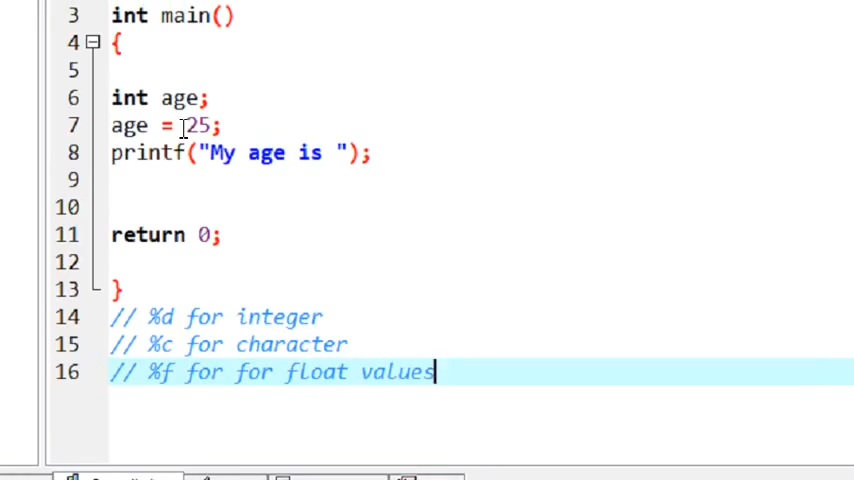 3 int main()
4 {
5
6 int age;
7 age = 25;
8 printf("My age is ");
9
10
11 return 0;
12
13 }
14 // %d for integer
15 // %c for character
16 // %f for for float values